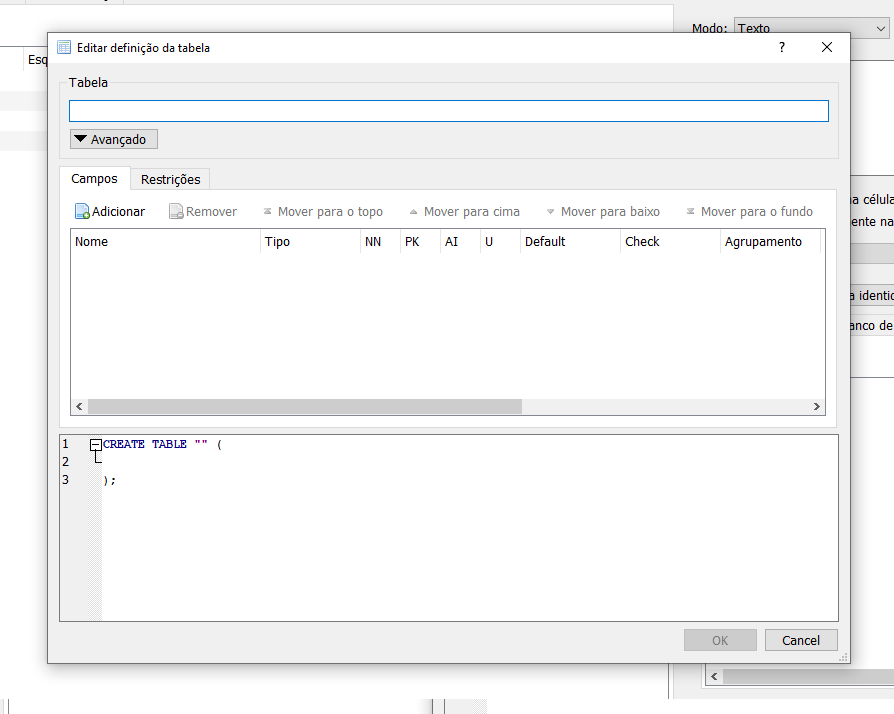 Modo: Texto
Editar definição da tabela
?
Esq
Tabela
Avançado
Campos Restrições
Adicionar Remover Mover para o topo Mover para cima Mover para baixo Mover para o fundo
Nome Tipo NN PK AI U Default Check Agrupamento
a célula
ente na
a identic
anco de
1 CREATE TABLE "" (
2
3 );
OK Cancel